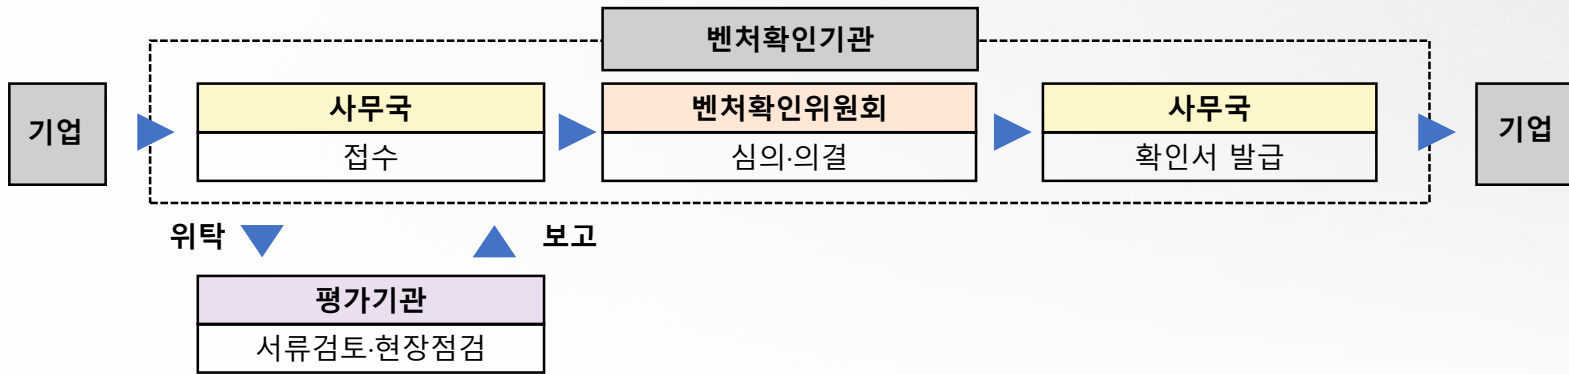 벤처확인기관
기업
사무국
접수
벤처확인위원회
심의·의결
사무국
확인서 발급
기업
위탁
보고
평가기관
서류검토·현장점검